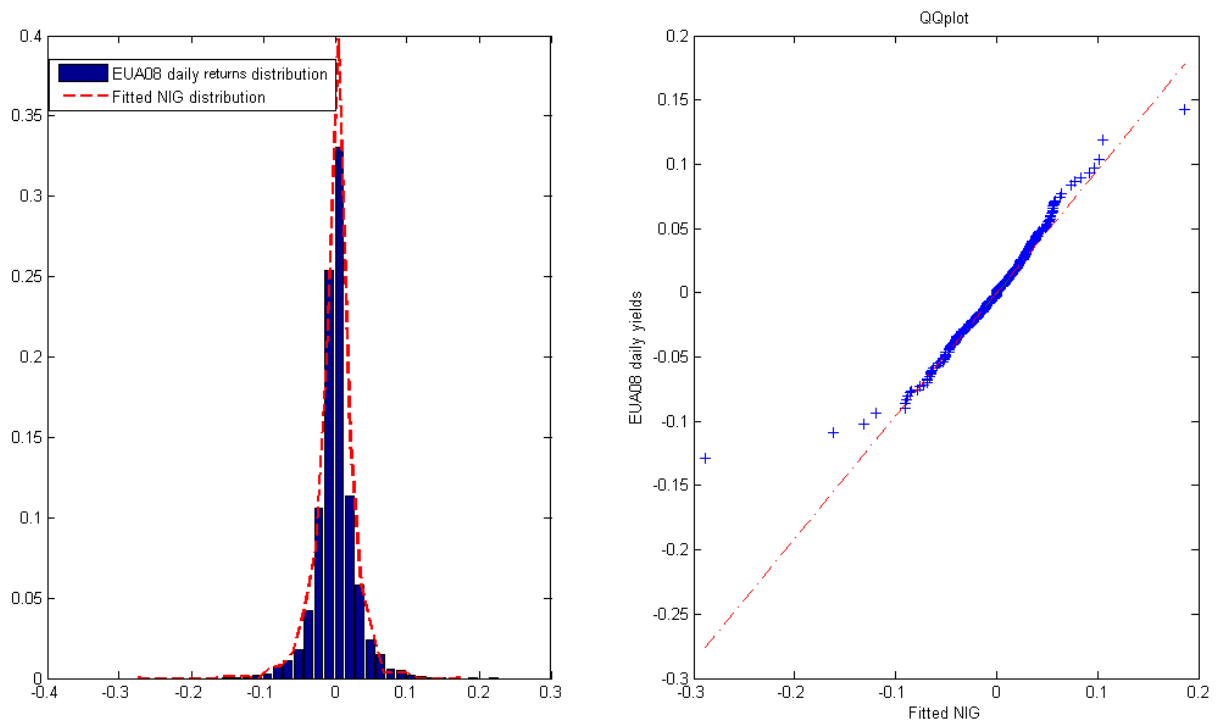 0.4
EUA08 daily returns distribution
Fitted NIG distribution
0.35
0.3
0.25
0.2
0.15
0.1
0.05
0
-0.4 -0.3 -0.2 -0.1 0 0.1 0.2 0.3
QQplot
0.2
0.15
0.1
0.05
0
-0.05
-0.1
-0.15
-0.2
-0.25
-0.3
EUA08 daily yields
-0.3 -0.2 -0.1 0 0.1 0.2
Fitted NIG